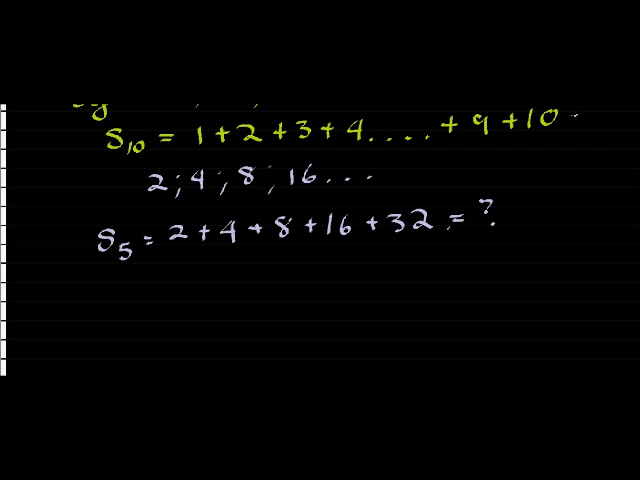 S10 = 1 + 2 + 3 + 4 .... + 9 + 10
2 ; 4 ; 8 ; 16 ...
S5 = 2 + 4 + 8 + 16 + 32 = ?